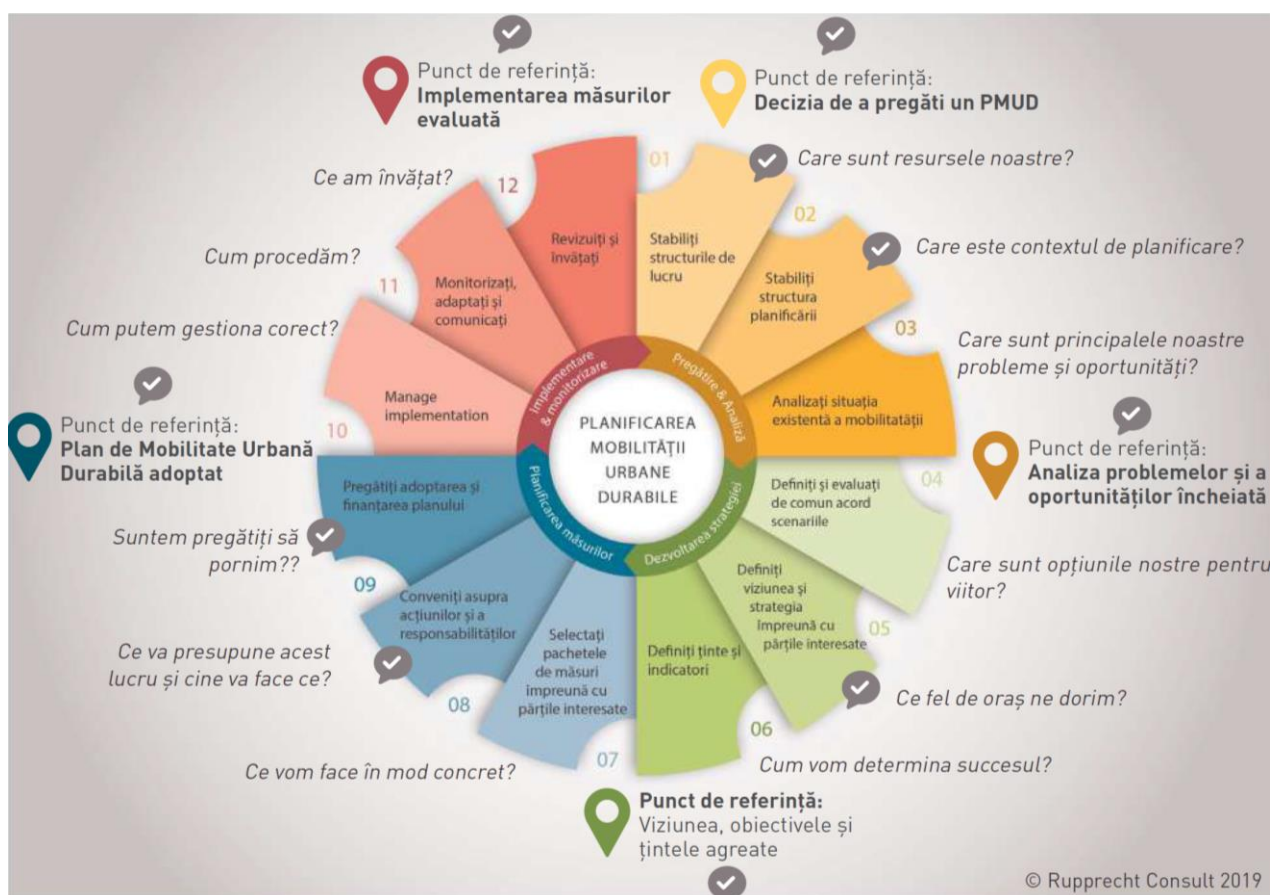 Punct de referință:
Implementarea măsurilor
evaluată
Punct de referință:
Decizia de a pregăti un PMUD
Care sunt resursele noastre?
Care este contextul de planificare?
Care sunt principalele noastre
probleme și oportunități?
Punct de referință:
Analiza problemelor și a
oportunităților încheiată
Care sunt opțiunile nostre pentru
viitor?
Ce fel de oraș ne dorim?
Cum vom determina succesul?
Punct de referință:
Viziunea, obiectivele și
țintele agreate
Ce vom face în mod concret?
Ce va presupune acest
lucru și cine va face ce?
Suntem pregătiți să
pornim??
Punct de referință:
Plan de Mobilitate Urbană
Durabilă adoptat
Cum putem gestiona corect?
Cum procedăm?
Ce am învățat?
01
Stabiliți
structurile de
lucru
02
Stabiliți
structura
planificării
03
Analizați situația
existentă a mobilitatății
04
Definiți și evaluați
de comun acord
scenariile
05
Definiți
viziunea și
strategia
împreună cu
părțile interesate
06
Definiți ținte și
indicatori
07
Selectați
pachetele
de măsuri
împreună cu
părțile interesate
08
Conveniți asupra
acțiunilor și a
responsabilităților
09
Pregătiți adoptarea și
finanțarea planului
10
Manage
implementation
11
Monitorizați,
adaptați și
comunicați
12
Revizuiți și
învățați
Pregătire & Analiză
Dezvoltarea strategiei
Planificarea măsurilor
Implementare
& monitorizare
PLANIFICAREA
MOBILITĂȚII
URBANE
DURABILE
© Rupprecht Consult 2019